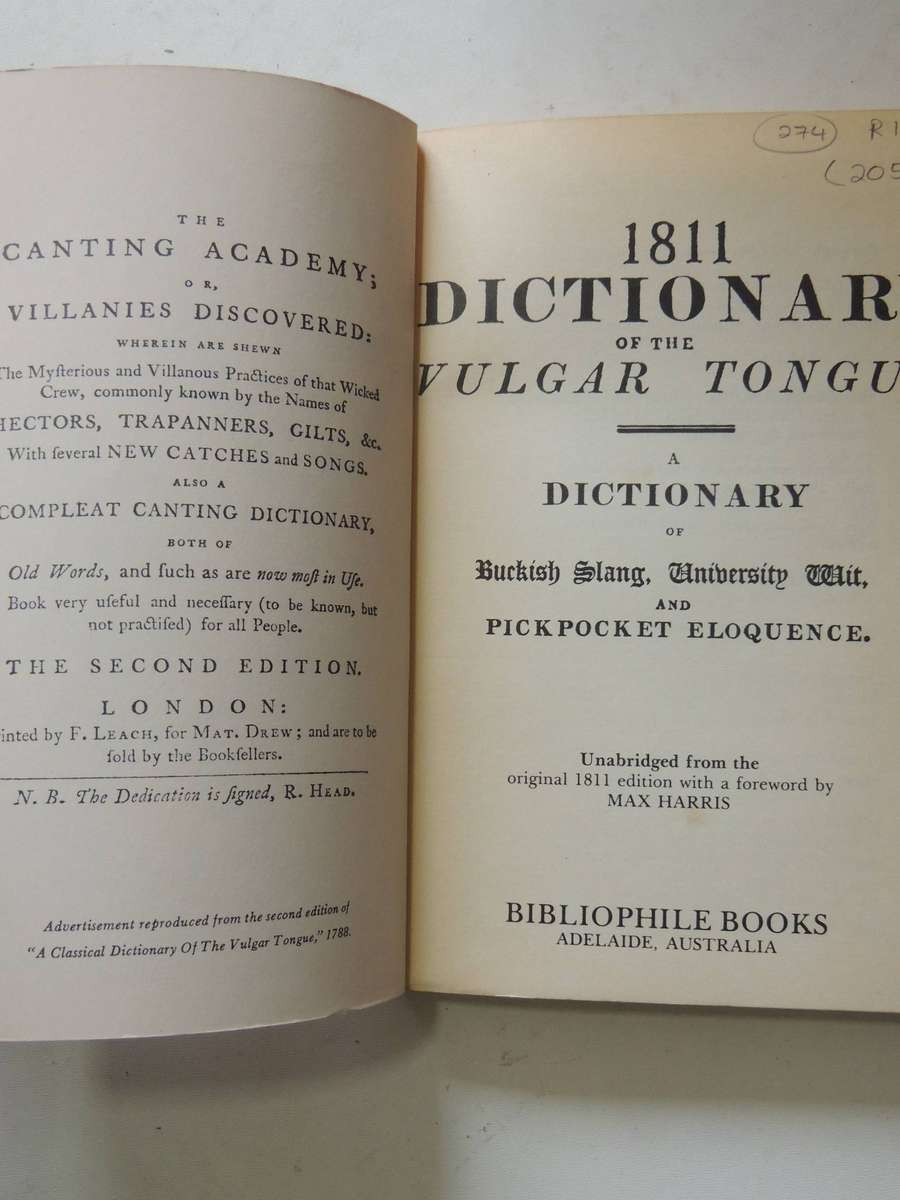 THE
CANTING ACADEMY;
OR,
VILLANIES DISCOVERED:
WHEREIN ARE SHEWN
The Myſterious and Villanous Practices of that Wicked
Crew, commonly known by the Names of
HECTORS, TRAPANNERS, GILTS, &c.
With ſeveral NEW CATCHES and SONGS.
ALSO A
COMPLEAT CANTING DICTIONARY,
BOTH OF
Old Words, and ſuch as are now moſt in Uſe.
Book very uſeful and neceſſary (to be known, but
not practiſed) for all People.
THE SECOND EDITION.
LONDON:
inted by F. LEACH, for MAT. DREW; and are to be
ſold by the Bookſellers.
N. B. The Dedication is ſigned, R. HEAD.
Advertisement reproduced from the second edition of
"A Classical Dictionary Of The Vulgar Tongue," 1788.
274 R1
(205
1811
DICTIONAR
OF THE
VULGAR TONGU
A
DICTIONARY
OF
Buckish Slang, University Wit,
AND
PICKPOCKET ELOQUENCE.
Unabridged from the
original 1811 edition with a foreword by
MAX HARRIS
BIBLIOPHILE BOOKS
ADELAIDE, AUSTRALIA